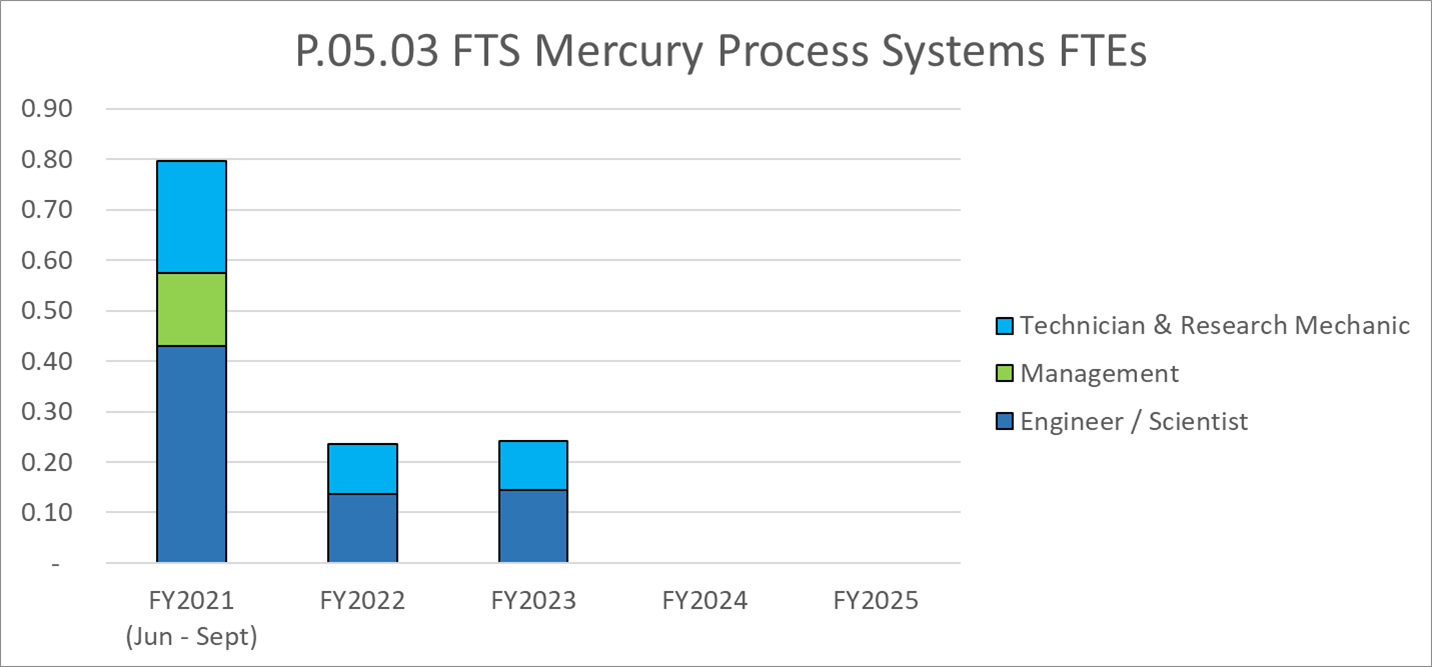 P.05.03 FTS Mercury Process Systems FTEs
0.90
0.80
0.70
0.60
0.50
0.40
0.30
0.20
0.10
-
FY2021
(Jun - Sept)
FY2022
FY2023
FY2024
FY2025
Technician & Research Mechanic
Management
Engineer / Scientist